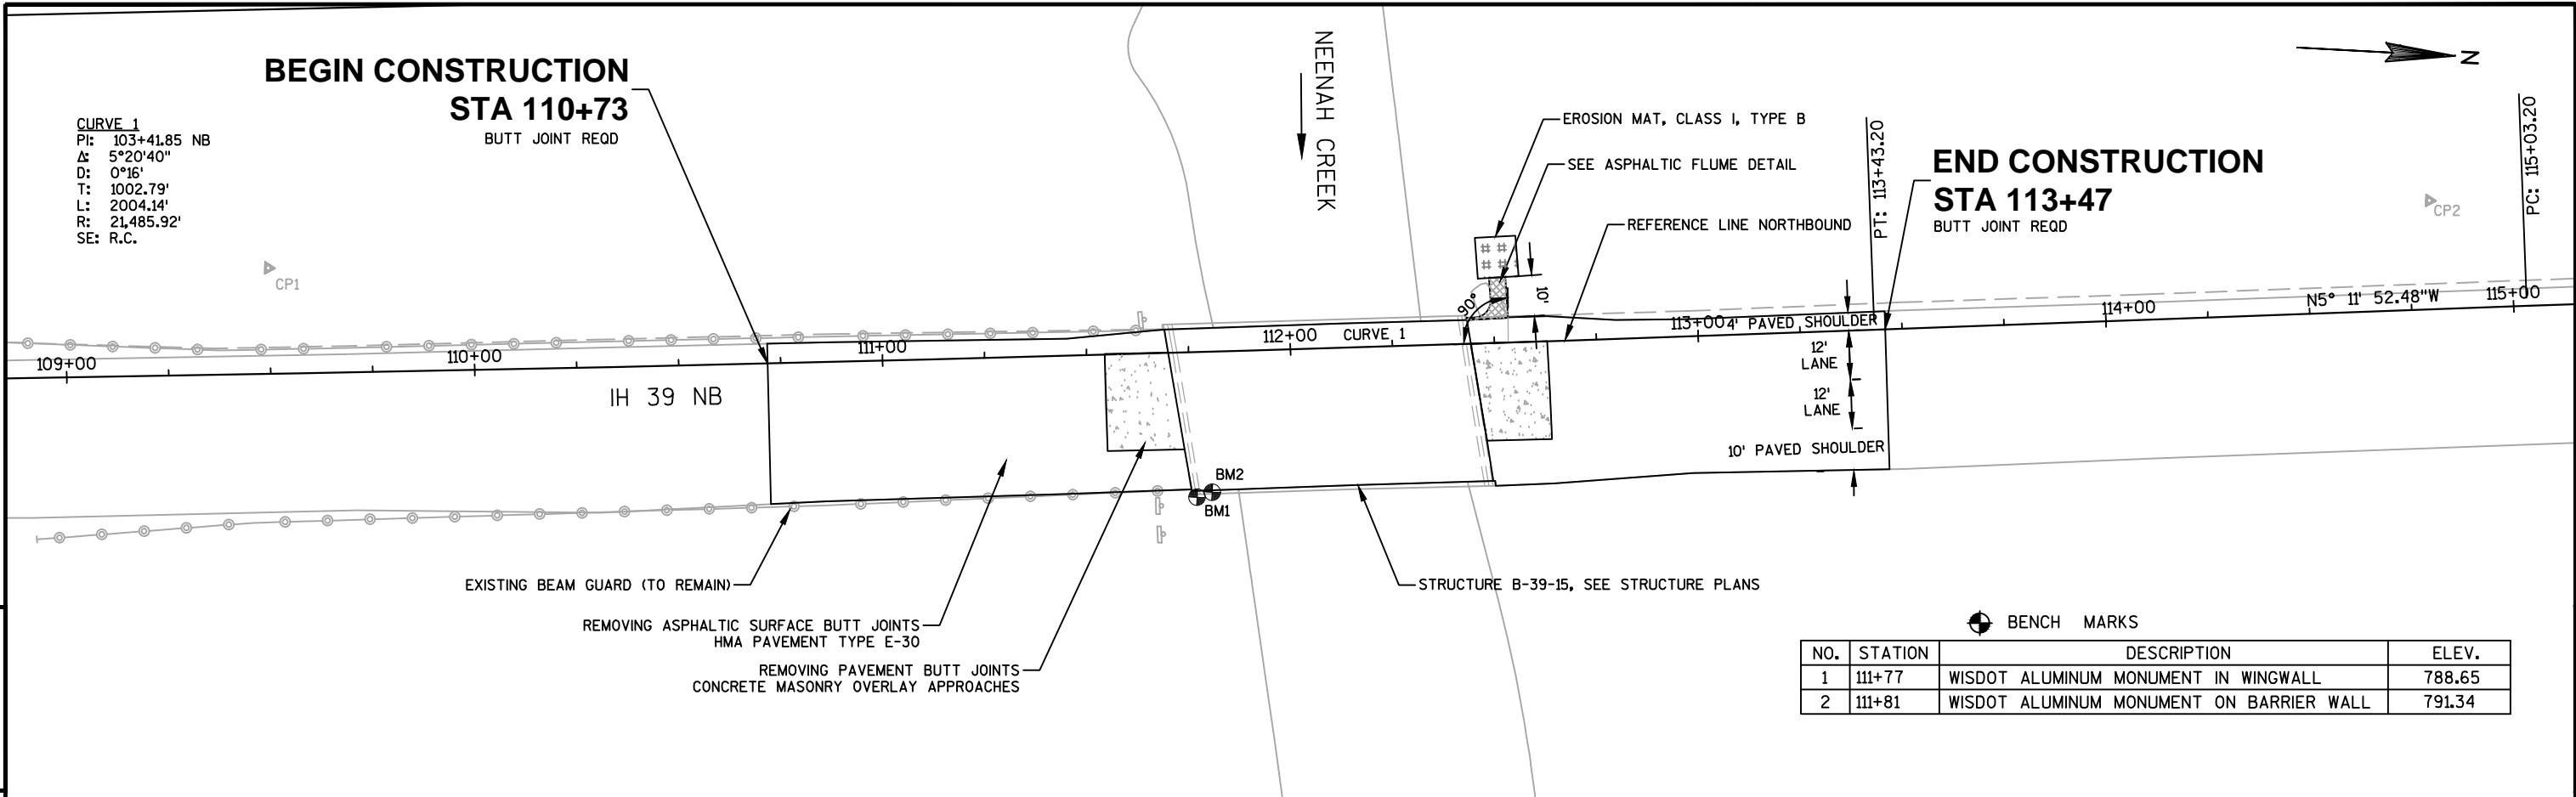 BEGIN CONSTRUCTION
STA 110+73
BUTT JOINT REQD
CURVE 1
PI: 103+41.85 NB
Δ: 5°20'40"
D: 0°16'
T: 1002.79'
L: 2004.14'
R: 21,485.92'
SE: R.C.
CP1
NEENAH CREEK
N
EROSION MAT, CLASS I, TYPE B
SEE ASPHALTIC FLUME DETAIL
REFERENCE LINE NORTHBOUND
PT: 113+43.20
END CONSTRUCTION
STA 113+47
BUTT JOINT REQD
CP2
PC: 115+03.20
90°
10'
109+00
110+00
111+00
112+00
CURVE 1
113+00
4' PAVED SHOULDER
114+00
N5° 11' 52.48"W
115+00
12'
LANE
12'
LANE
10' PAVED SHOULDER
IH 39 NB
BM2
BM1
EXISTING BEAM GUARD (TO REMAIN)
REMOVING ASPHALTIC SURFACE BUTT JOINTS
HMA PAVEMENT TYPE E-30
REMOVING PAVEMENT BUTT JOINTS
CONCRETE MASONRY OVERLAY APPROACHES
STRUCTURE B-39-15, SEE STRUCTURE PLANS
BENCH MARKS
NO. STATION DESCRIPTION ELEV.
1 111+77 WISDOT ALUMINUM MONUMENT IN WINGWALL 788.65
2 111+81 WISDOT ALUMINUM MONUMENT ON BARRIER WALL 791.34